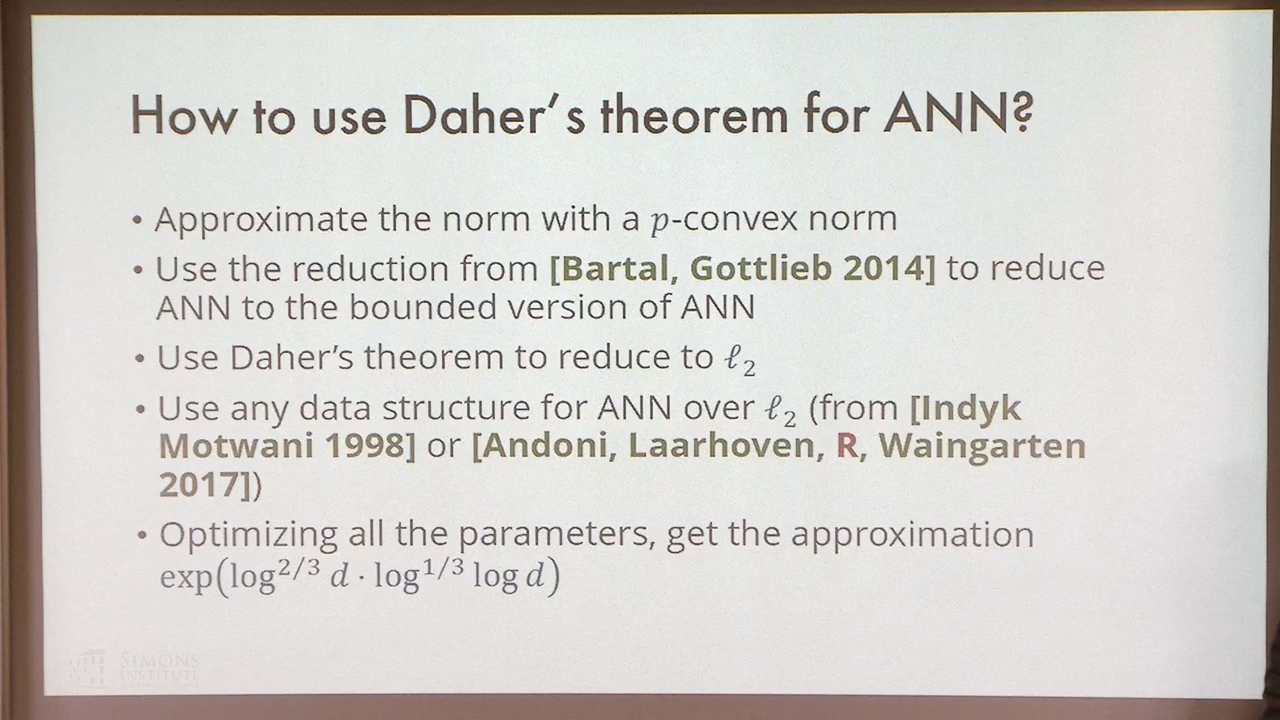 How to use Daher's theorem for ANN?
• Approximate the norm with a p-convex norm
• Use the reduction from [Bartal, Gottlieb 2014] to reduce
ANN to the bounded version of ANN
• Use Daher's theorem to reduce to ℓ₂
• Use any data structure for ANN over ℓ₂ (from [Indyk
Motwani 1998] or [Andoni, Laarhoven, R, Waingarten
2017])
• Optimizing all the parameters, get the approximation
exp(log^{2/3} d · log^{1/3} log d)
SIMONS
INSTITUTE